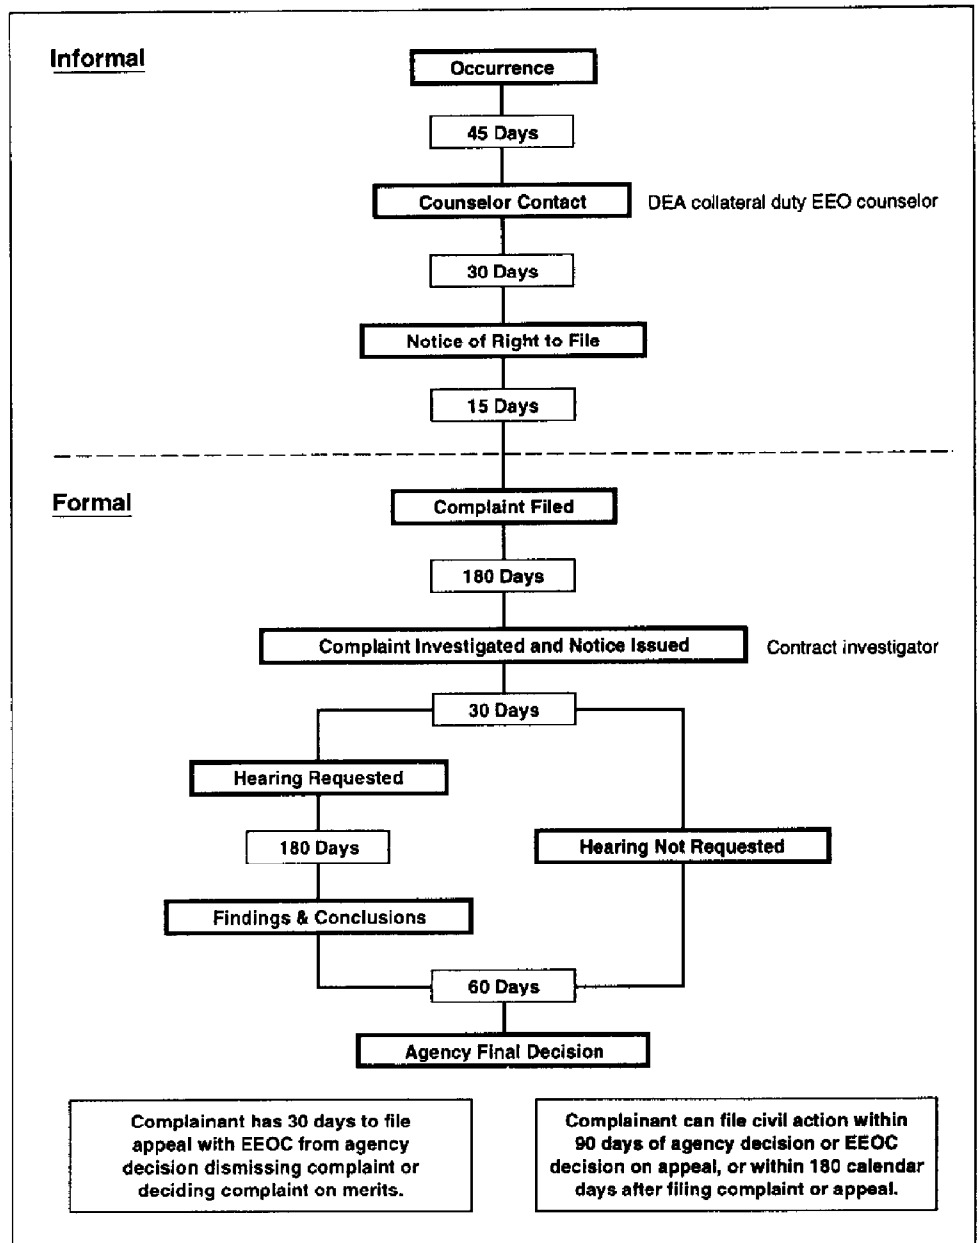 Informal
Occurrence
45 Days
Counselor Contact
DEA collateral duty EEO counselor
30 Days
Notice of Right to File
15 Days
Formal
Complaint Filed
180 Days
Complaint Investigated and Notice Issued
Contract investigator
30 Days
Hearing Requested
180 Days
Hearing Not Requested
Findings & Conclusions
60 Days
Agency Final Decision
Complainant has 30 days to file
appeal with EEOC from agency
decision dismissing complaint or
deciding complaint on merits.
Complainant can file civil action within
90 days of agency decision or EEOC
decision on appeal, or within 180 calendar
days after filing complaint or appeal.